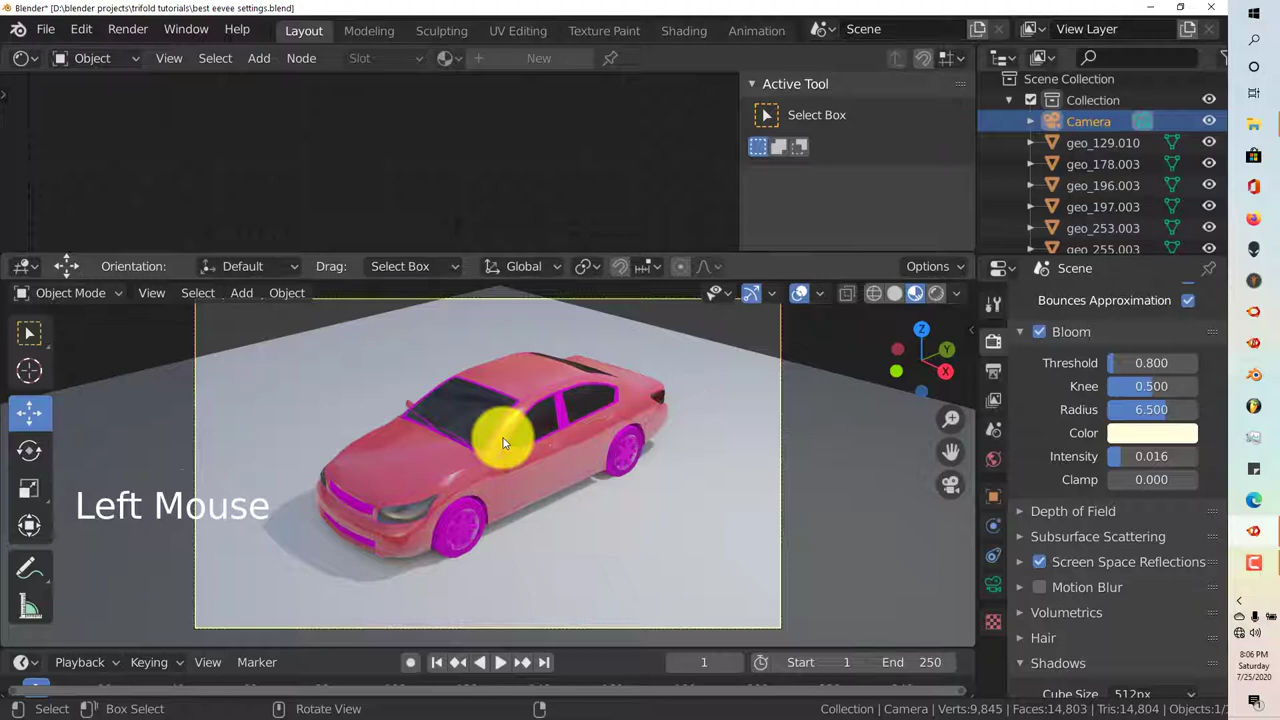 Blender* [D:\blender projects\trifold tutorials\best eevee settings.blend]
File Edit Render Window Help Layout Modeling Sculpting UV Editing Texture Paint Shading Animation Scene View Layer
Object View Select Add Node Slot New
Active Tool
Select Box
Scene Collection
Collection
Camera
geo_129.010
geo_178.003
geo_196.003
geo_197.003
geo_253.003
geo_255.003
Orientation: Default Drag: Select Box Global Options
Object Mode View Select Add Object
Z
Y
X
Left Mouse
Scene
Bounces Approximation
Bloom
Threshold 0.800
Knee 0.500
Radius 6.500
Color
Intensity 0.016
Clamp 0.000
Depth of Field
Subsurface Scattering
Screen Space Reflections
Motion Blur
Volumetrics
Hair
Shadows
Cube Size 512px
Playback Keying View Marker 1 Start 1 End 250
Select Box Select Rotate View
Collection | Camera | Verts:9,845 | Faces:14,803 | Tris:14,804 | Objects:1/
8:06 PM
Saturday
7/25/2020